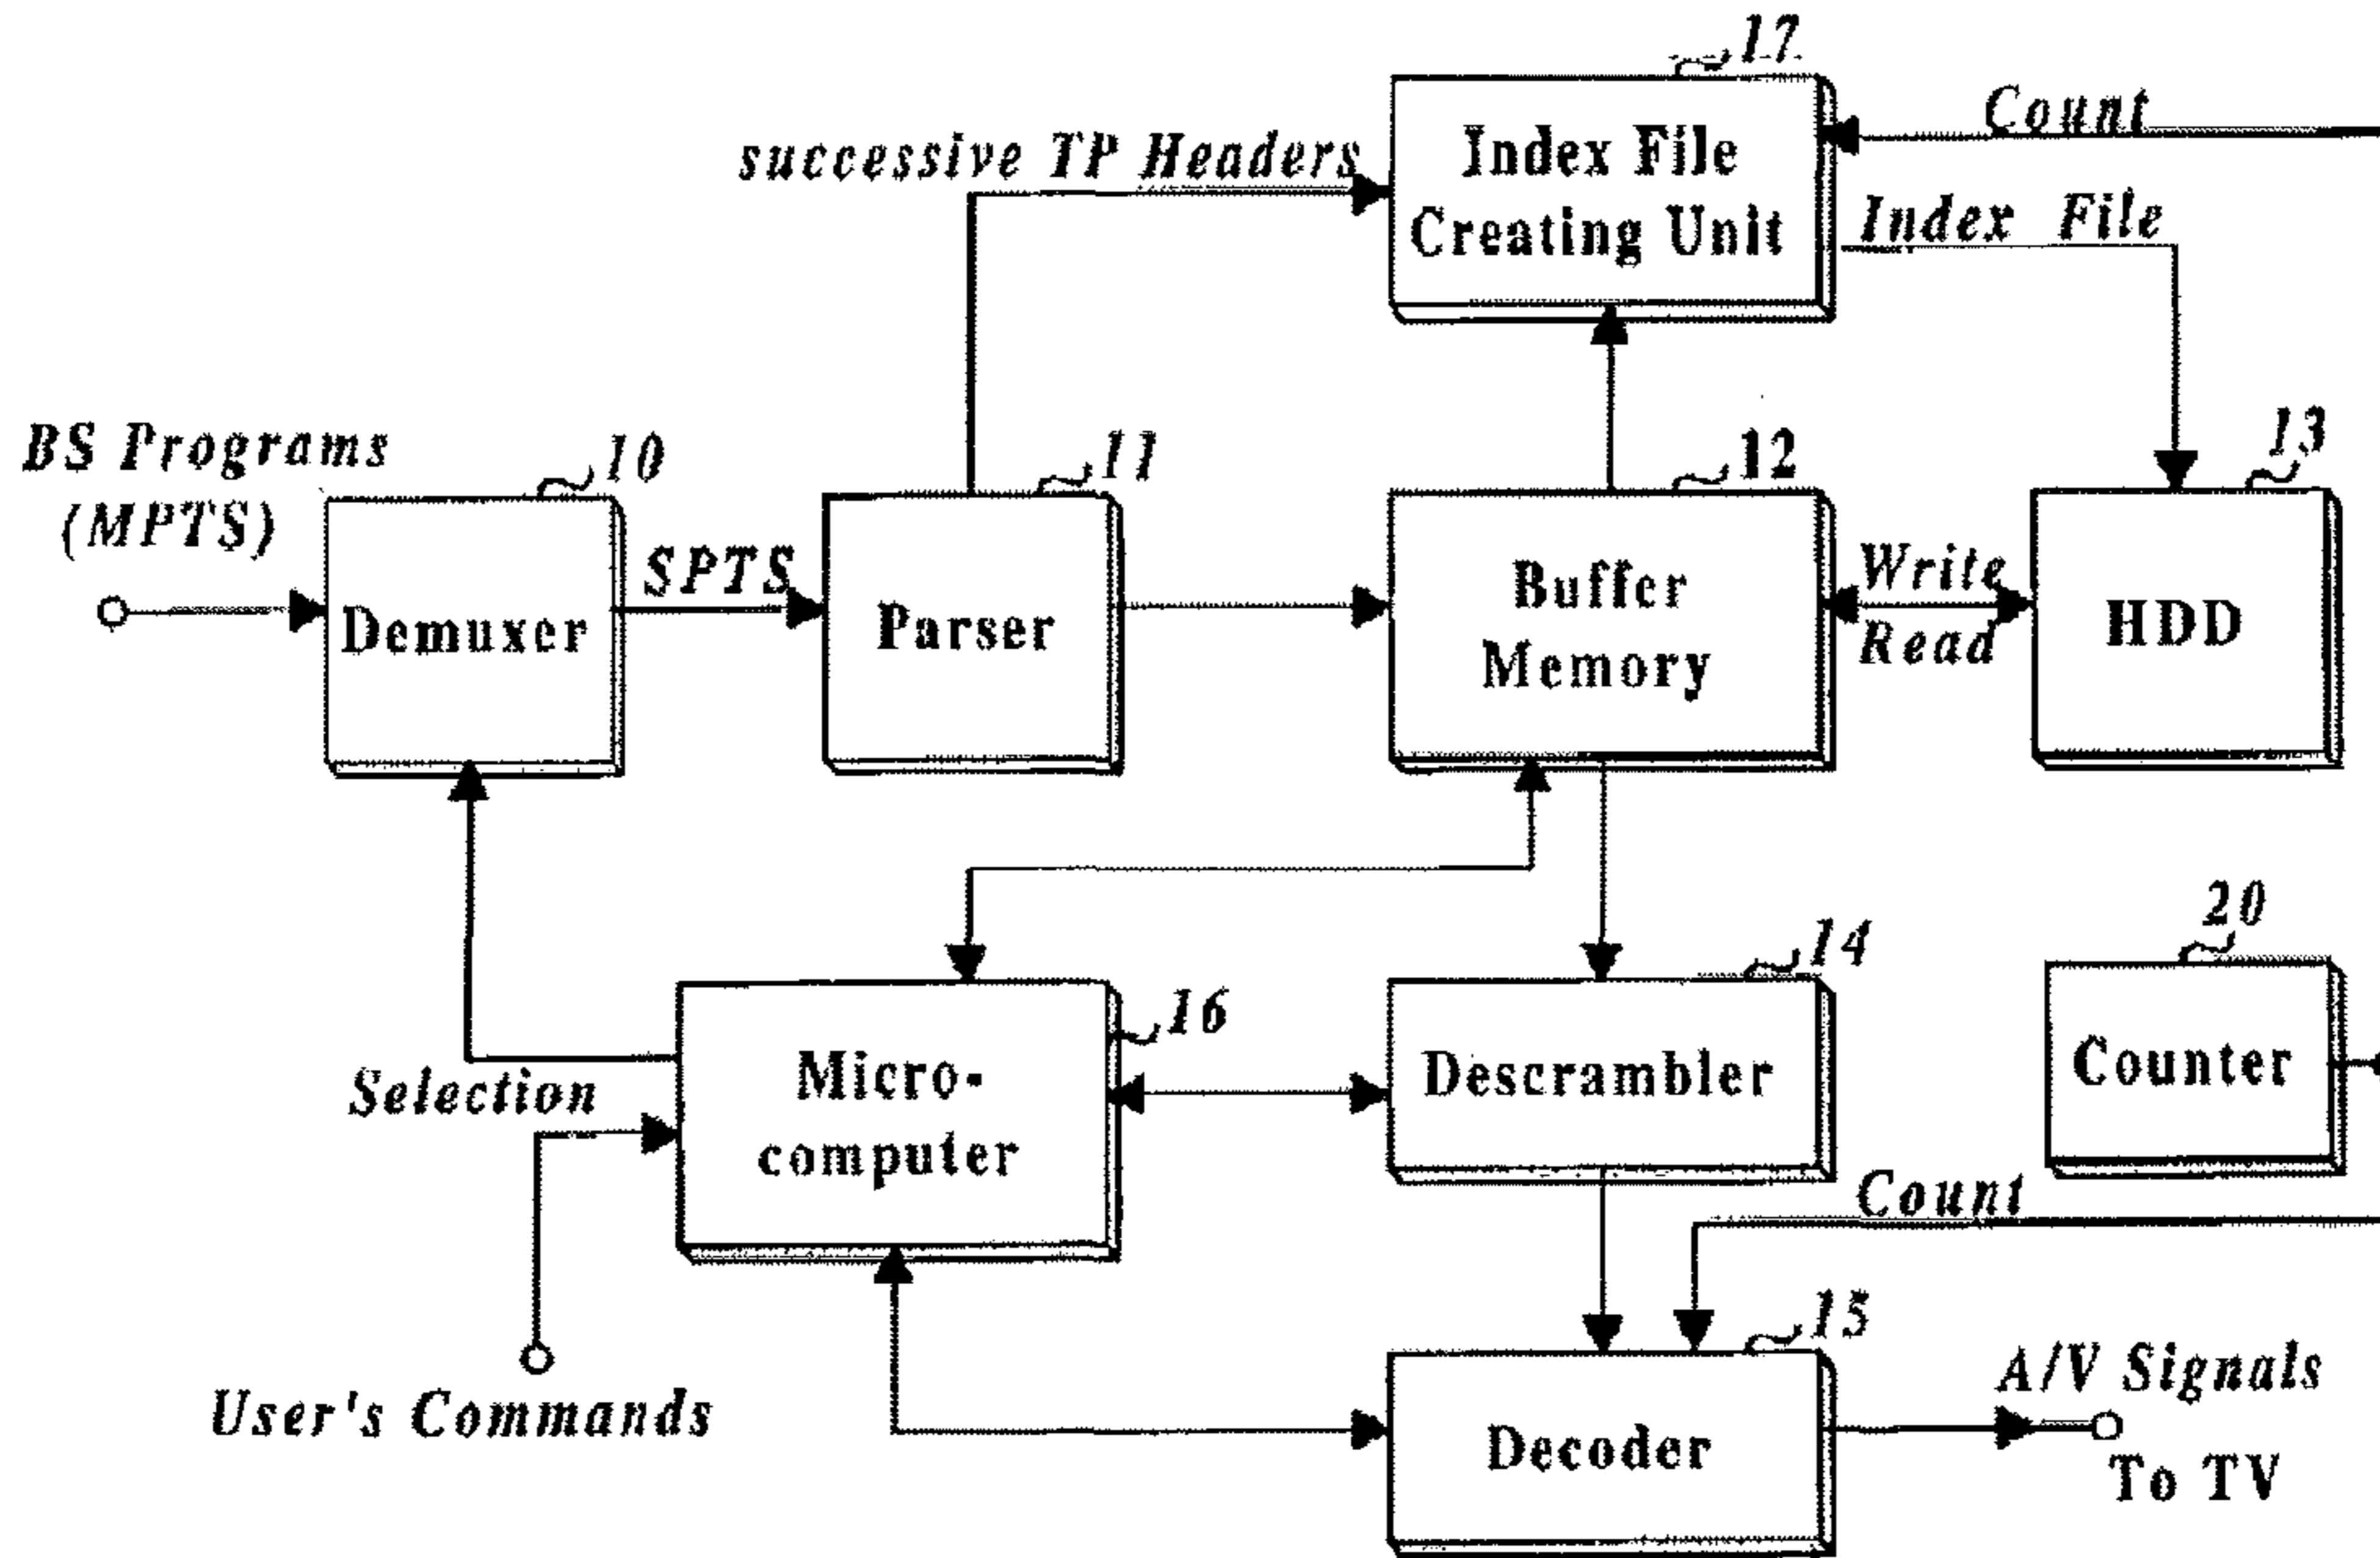 17
Count
successive TP Headers
Index File
Creating Unit
Index File
BS Programs
(MPTS)
10
11
12
13
SPTS
Demuxer
Parser
Buffer
Memory
Write
Read
HDD
20
14
16
Selection
Micro-
computer
Descrambler
Counter
Count
15
User's Commands
Decoder
A/V Signals
To TV